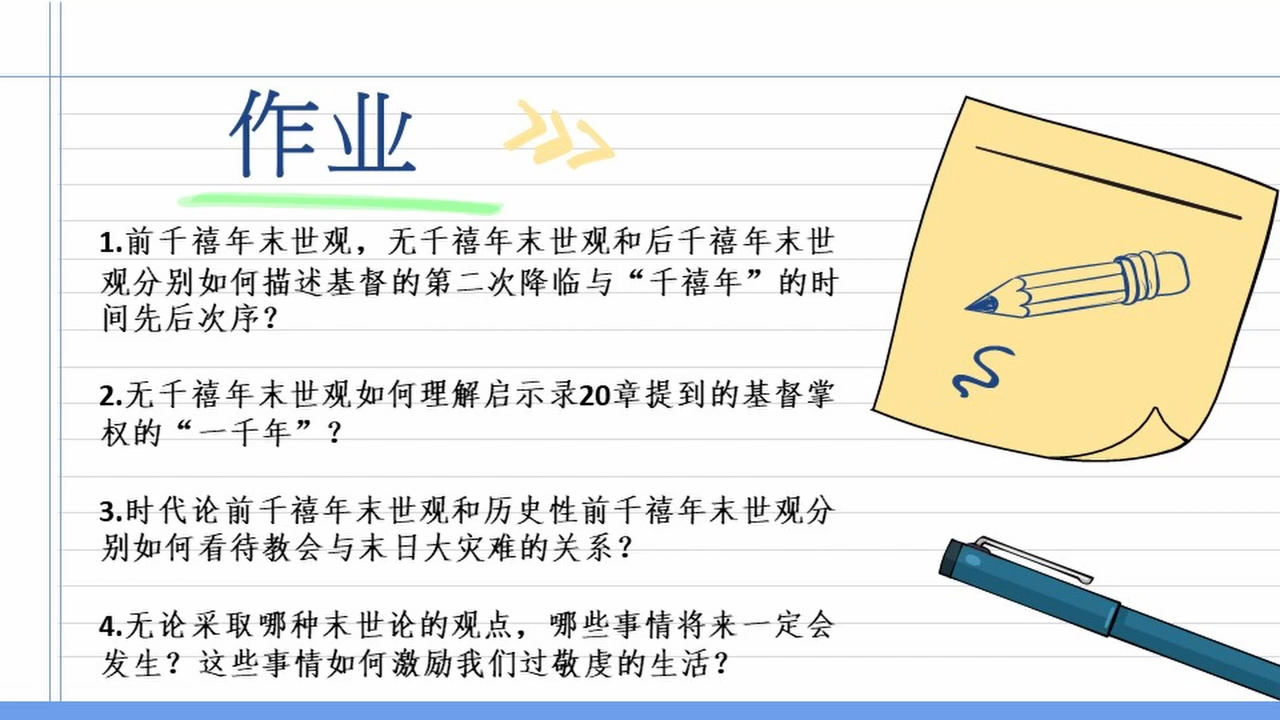 作业
1.前千禧年末世观，无千禧年末世观和后千禧年末世
观分别如何描述基督的第二次降临与“千禧年”的时
间先后次序？
2.无千禧年末世观如何理解启示录20章提到的基督掌
权的“一千年”？
3.时代论前千禧年末世观和历史性前千禧年末世观分
别如何看待教会与末日大灾难的关系？
4.无论采取哪种末世论的观点，哪些事情将来一定会
发生？这些事情如何激励我们过敬虔的生活？